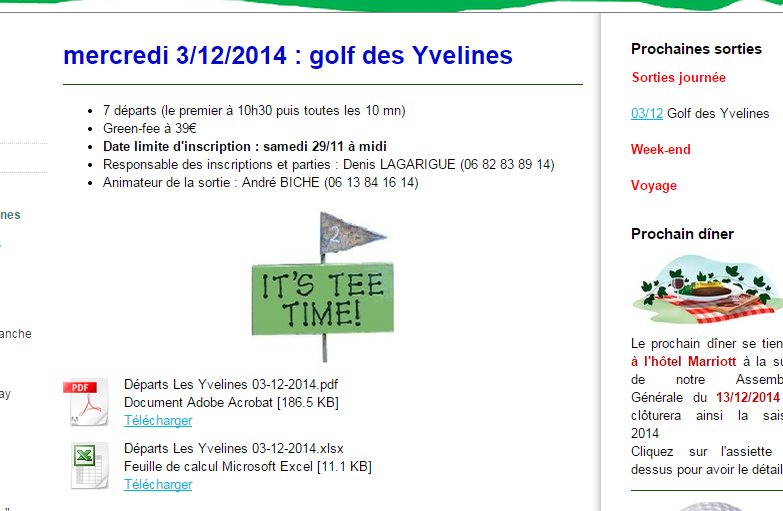 mercredi 3/12/2014 : golf des Yvelines
7 départs (le premier à 10h30 puis toutes les 10 mn)
Green-fee à 39€
Date limite d'inscription : samedi 29/11 à midi
Responsable des inscriptions et parties : Denis LAGARIGUE (06 82 83 89 14)
Animateur de la sortie : André BICHE (06 13 84 16 14)
2
IT'S TEE
TIME!
PDF
Départs Les Yvelines 03-12-2014.pdf
Document Adobe Acrobat [186.5 KB]
Télécharger
Départs Les Yvelines 03-12-2014.xlsx
Feuille de calcul Microsoft Excel [11.1 KB]
Télécharger
Prochaines sorties
Sorties journée
03/12 Golf des Yvelines
Week-end
Voyage
Prochain dîner
Le prochain dîner se tien
à l'hôtel Marriott à la su
de notre Assemb
Générale du 13/12/2014
clôturera ainsi la sais
2014
Cliquez sur l'assiette
dessus pour avoir le détail
nes
anche
ay